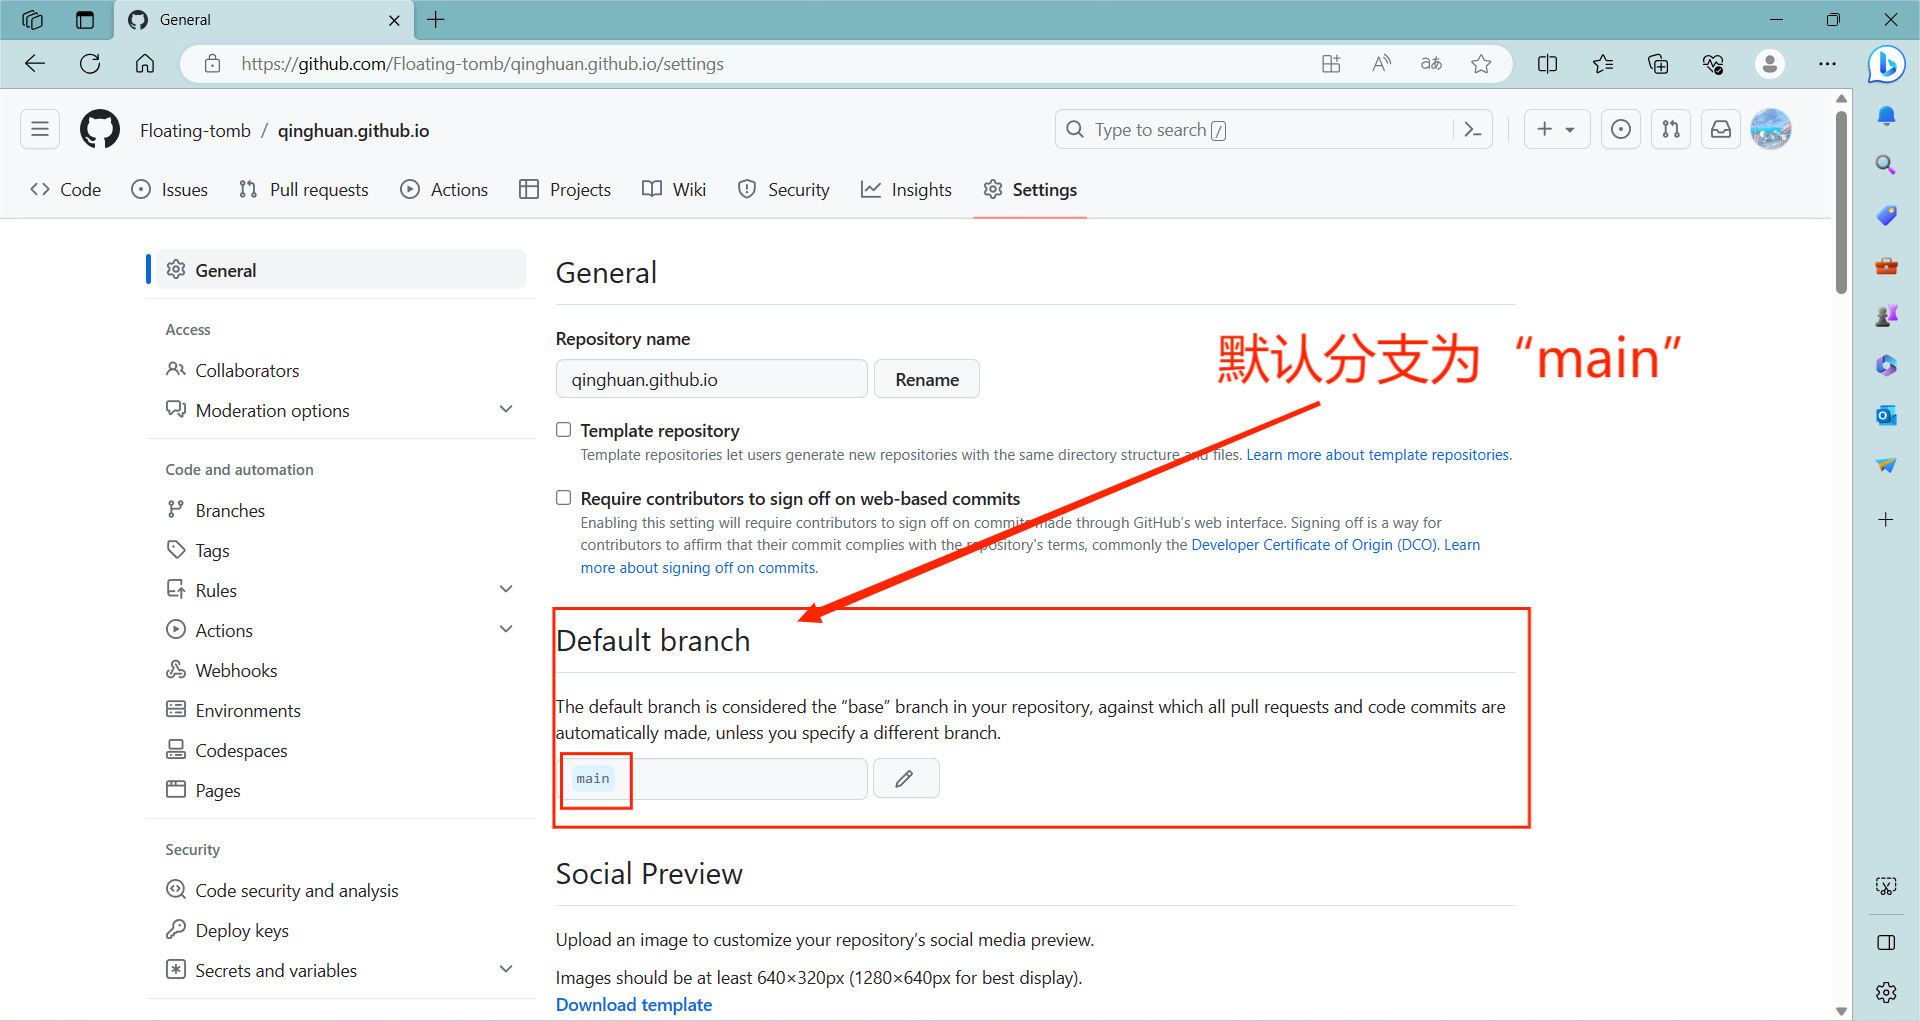 General
https://github.com/Floating-tomb/qinghuan.github.io/settings
Floating-tomb / qinghuan.github.io
Type to search /
Code Issues Pull requests Actions Projects Wiki Security Insights Settings
General
Access
Collaborators
Moderation options
Code and automation
Branches
Tags
Rules
Actions
Webhooks
Environments
Codespaces
Pages
Security
Code security and analysis
Deploy keys
Secrets and variables
General
Repository name
qinghuan.github.io Rename
默认分支为“main”
Template repository
Template repositories let users generate new repositories with the same directory structure and files. Learn more about template repositories.
Require contributors to sign off on web-based commits
Enabling this setting will require contributors to sign off on commits made through GitHub’s web interface. Signing off is a way for
contributors to affirm that their commit complies with the repository's terms, commonly the Developer Certificate of Origin (DCO). Learn
more about signing off on commits.
Default branch
The default branch is considered the “base” branch in your repository, against which all pull requests and code commits are
automatically made, unless you specify a different branch.
main
Social Preview
Upload an image to customize your repository’s social media preview.
Images should be at least 640×320px (1280×640px for best display).
Download template